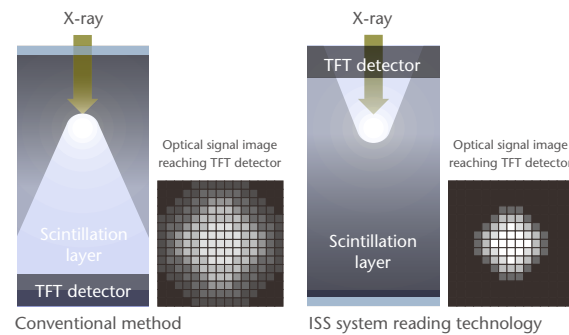 X-ray
Scintillation
layer
TFT detector
Optical signal image
reaching TFT detector
Conventional method
X-ray
TFT detector
Scintillation
layer
Optical signal image
reaching TFT detector
ISS system reading technology